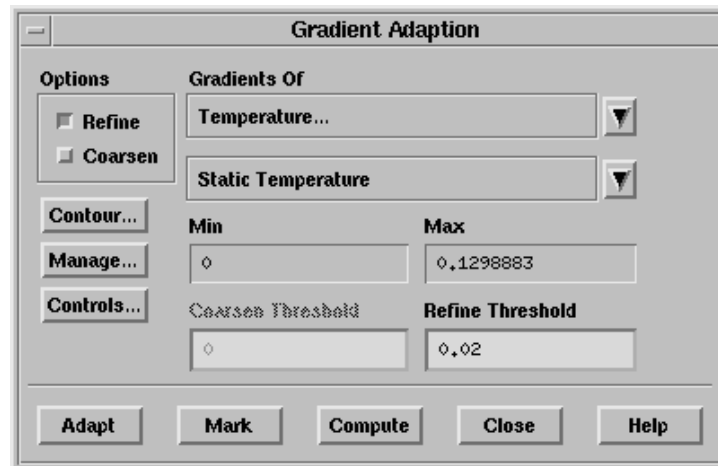 Gradient Adaption
Options
Gradients Of
Refine
Coarsen
Temperature...
Static Temperature
Contour...
Manage...
Controls...
Min
Max
0
0.1298883
Coarsen Threshold
Refine Threshold
0
0.02
Adapt
Mark
Compute
Close
Help